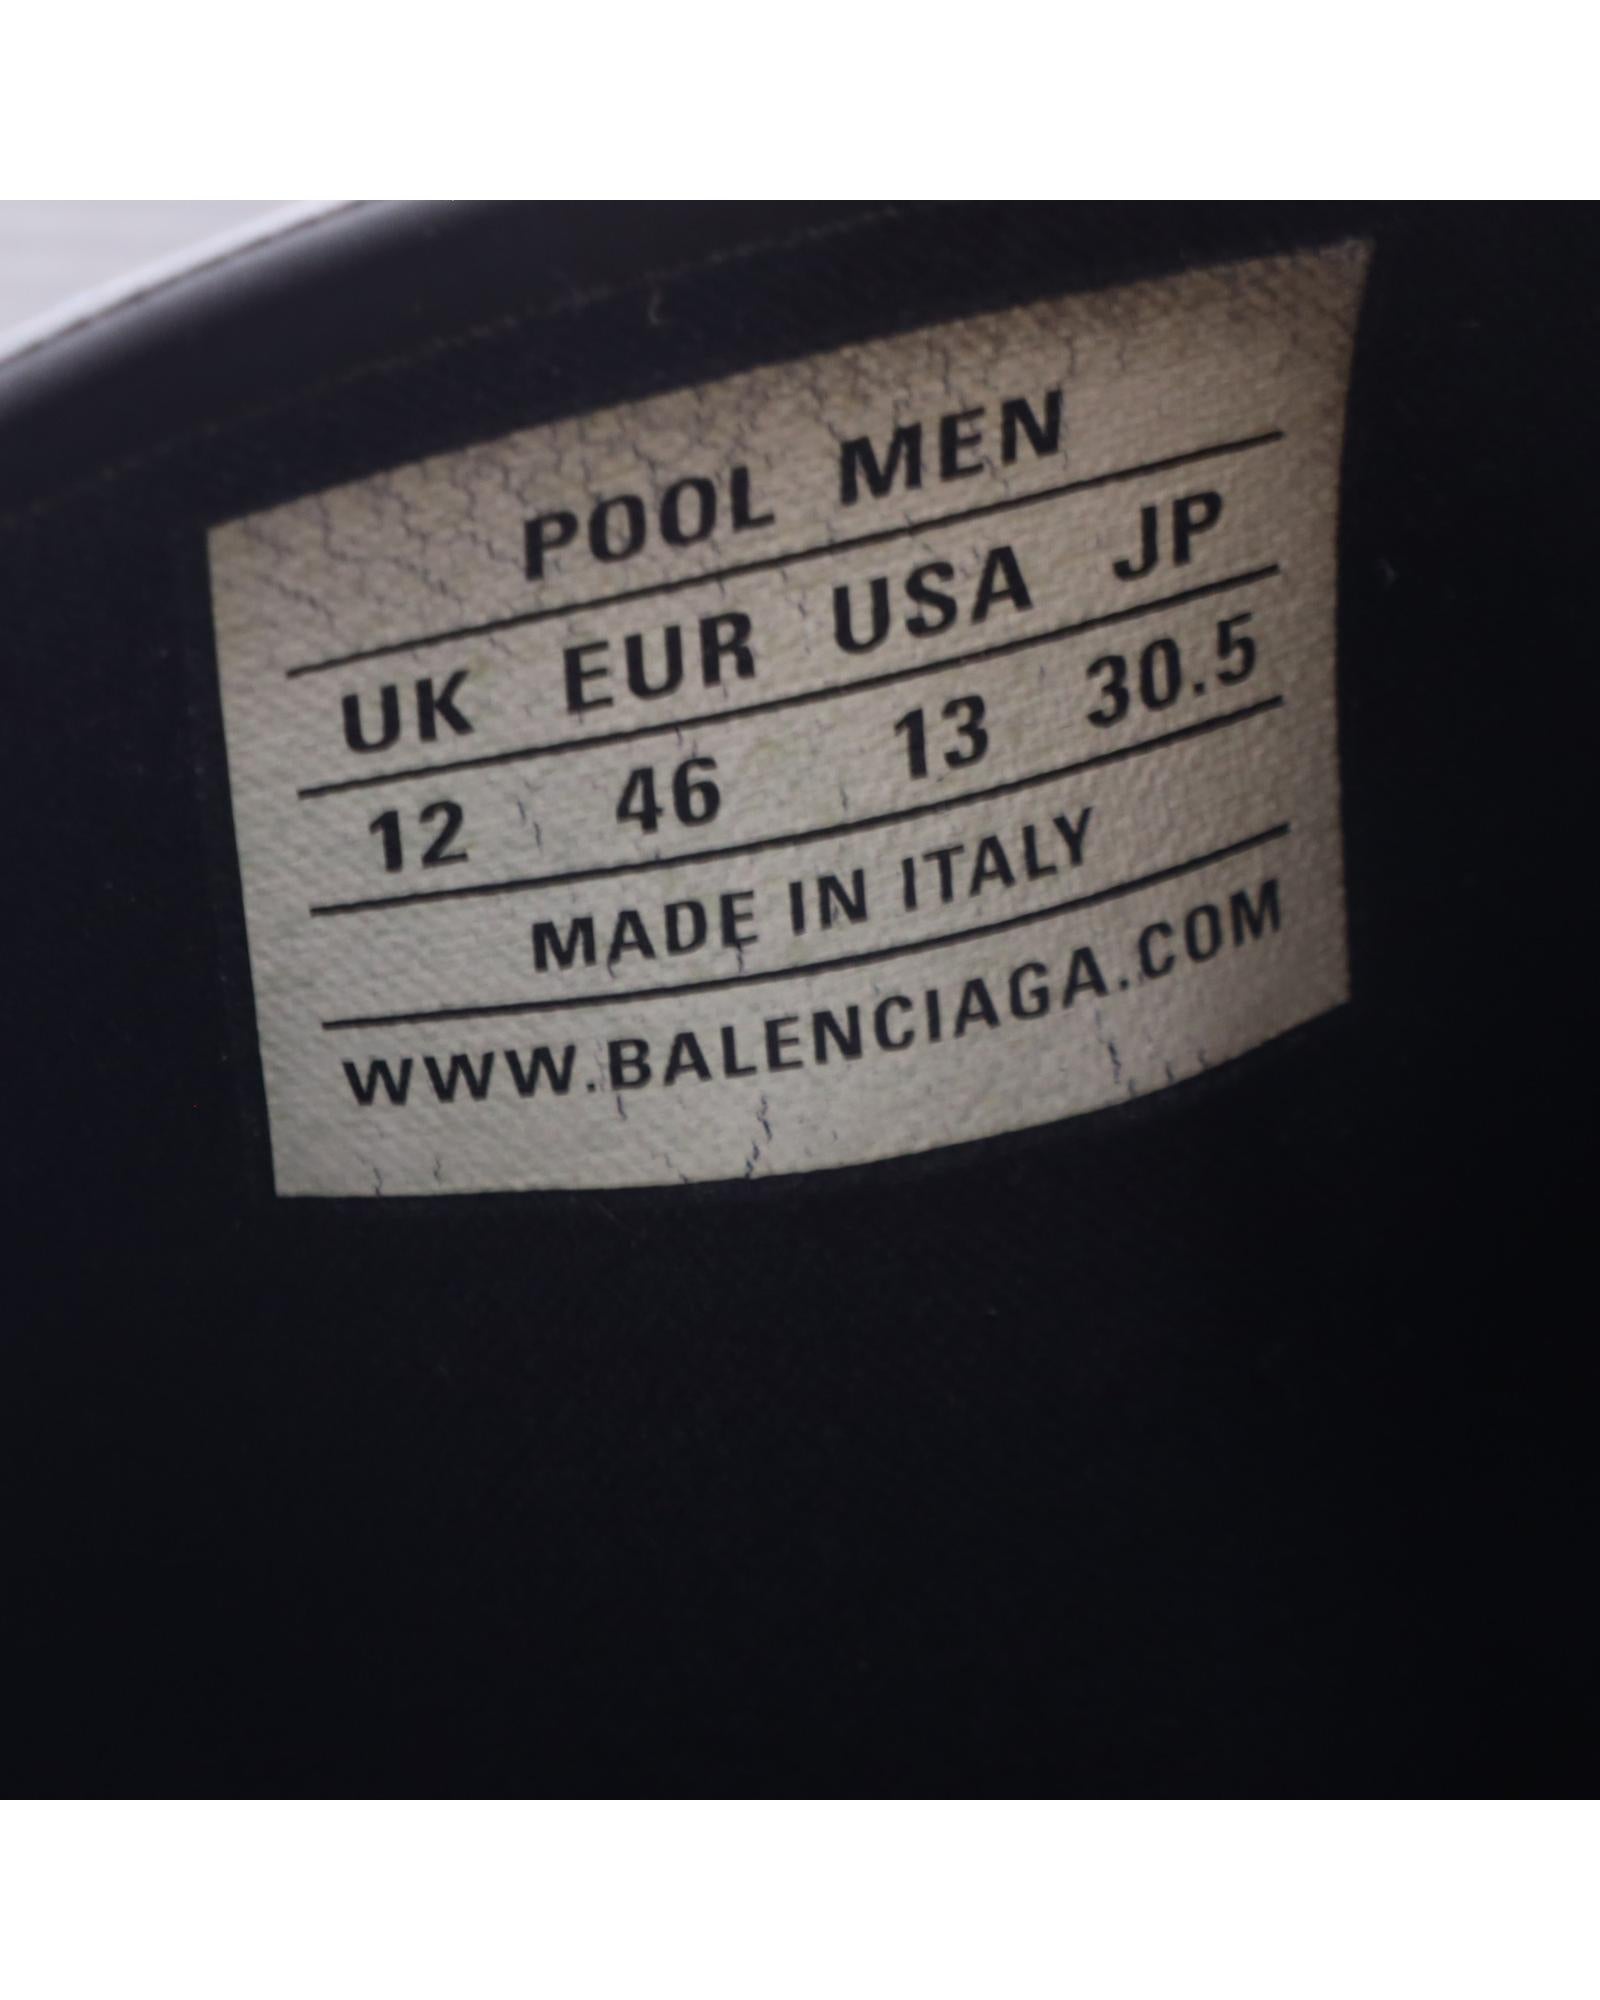 POOL MEN
UK EUR USA JP
12 46 13 30.5
MADE IN ITALY
WWW.BALENCIAGA.COM